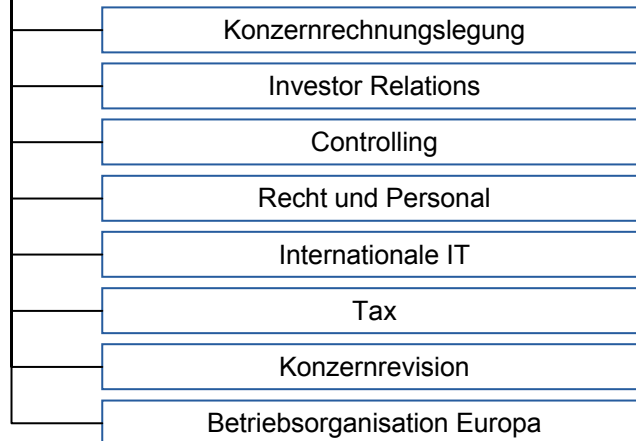 Konzernrechnungslegung
Investor Relations
Controlling
Recht und Personal
Internationale IT
Tax
Konzernrevision
Betriebsorganisation Europa